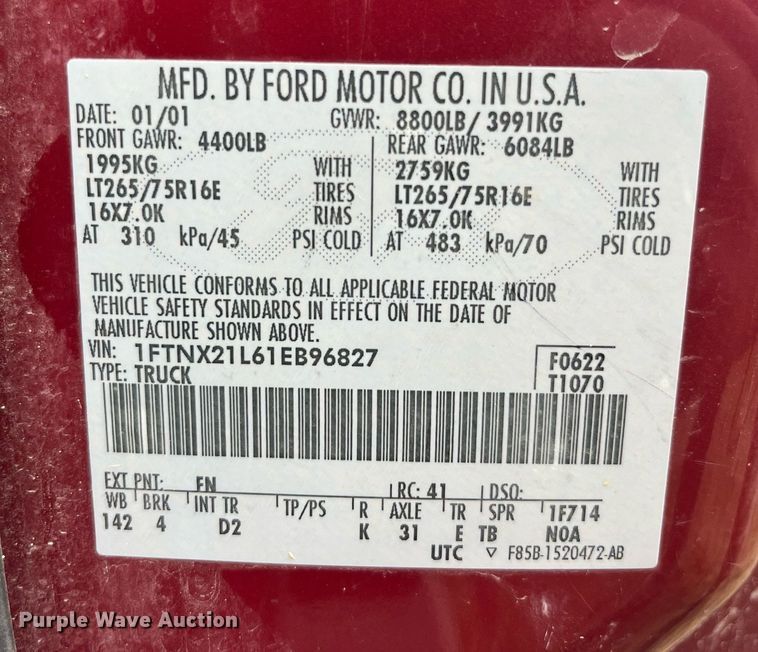 MFD. BY FORD MOTOR CO. IN U.S.A.
DATE: 01/01 GVWR: 8800LB/ 3991KG
FRONT GAWR: 4400LB REAR GAWR: 6084LB
1995KG WITH 2759KG WITH
LT265/75R16E TIRES LT265/75R16E TIRES
16X7.0K RIMS 16X7.0K RIMS
AT 310 kPa/45 PSI COLD AT 483 kPa/70 PSI COLD
THIS VEHICLE CONFORMS TO ALL APPLICABLE FEDERAL MOTOR
VEHICLE SAFETY STANDARDS IN EFFECT ON THE DATE OF
MANUFACTURE SHOWN ABOVE.
VIN: 1FTNX21L61EB96827 F0622
TYPE: TRUCK T1070
EXT PNT: FN RC: 41 DSO:
WB BRK INT TR TP/PS R AXLE TR SPR 1F714
142 4 D2 K 31 E TB N0A
UTC ▽ F85B-1520472-AB
Purple Wave Auction